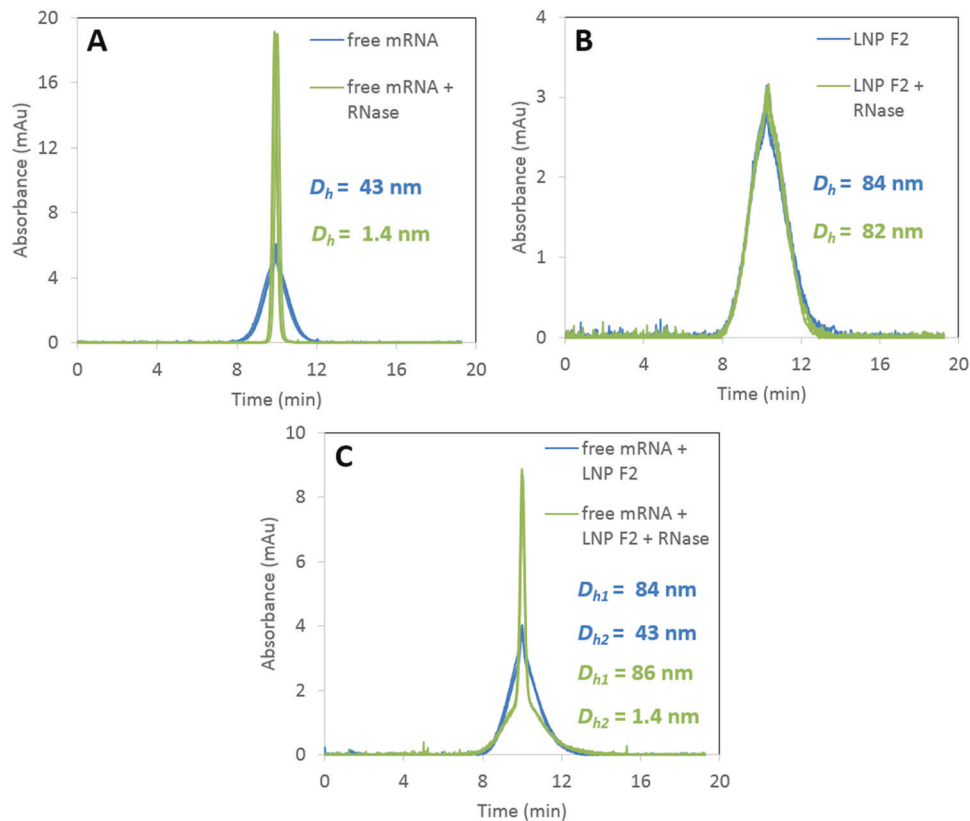 A
free mRNA
free mRNA +
RNase
Dh = 43 nm
Dh = 1.4 nm
Absorbance (mAu)
20
16
12
8
4
0
0 4 8 12 16 20
Time (min)
B
LNP F2
LNP F2 +
RNase
Dh = 84 nm
Dh = 82 nm
Absorbance (mAu)
4
3
2
1
0
0 4 8 12 16 20
Time (min)
C
free mRNA +
LNP F2
free mRNA +
LNP F2 + RNase
Dh1 = 84 nm
Dh2 = 43 nm
Dh1 = 86 nm
Dh2 = 1.4 nm
Absorbance (mAu)
10
8
6
4
2
0
0 4 8 12 16 20
Time (min)